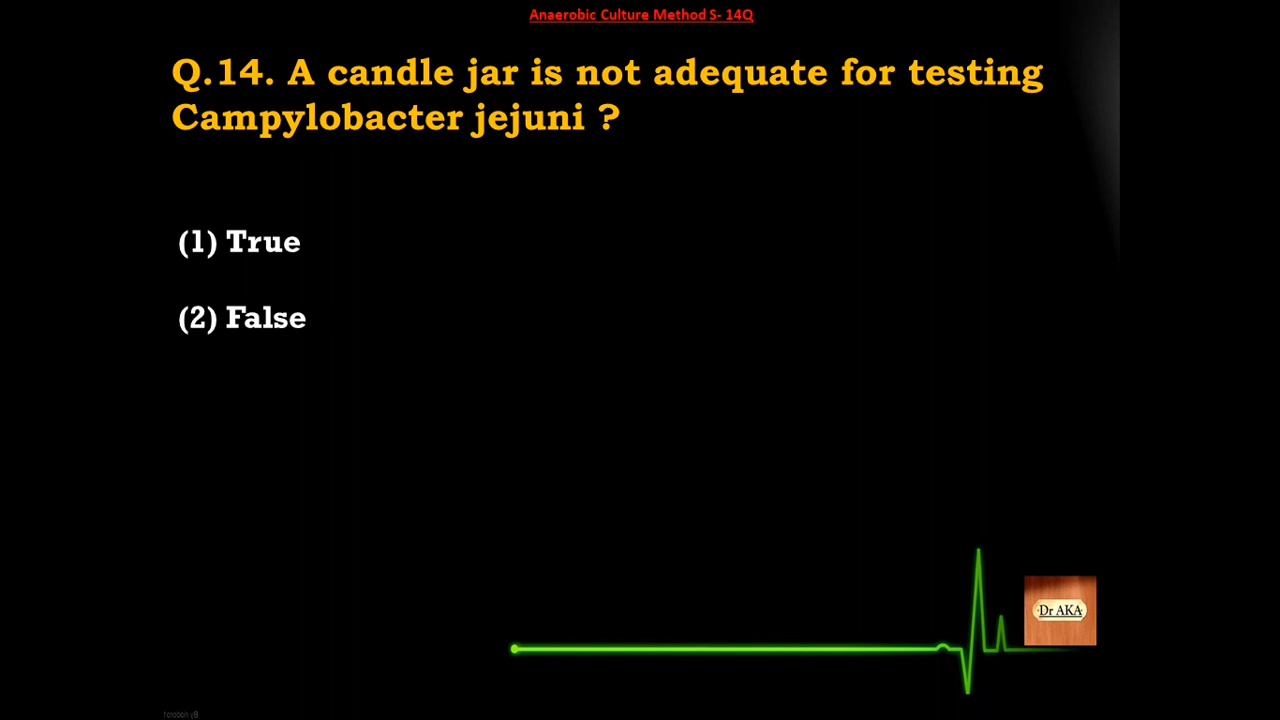 Anaerobic Culture Method S- 14Q
Q.14. A candle jar is not adequate for testing
Campylobacter jejuni ?
(1) True
(2) False
Dr AKA